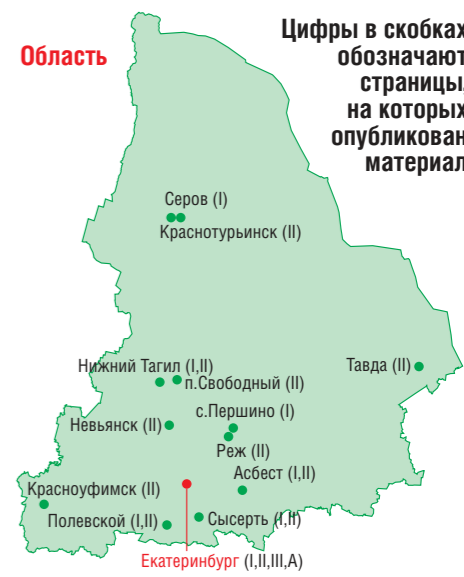 Область
Цифры в скобках
обозначают
страницы,
на которых
опубликован
материал
Серов (I)
Краснотурьинск (II)
Нижний Тагил (I,II)
п.Свободный (II)
Тавда (II)
с.Першино (I)
Невьянск (II)
Реж (II)
Асбест (I,II)
Красноуфимск (II)
Полевской (I,II)
Сысерть (I,II)
Екатеринбург (I,II,III,А)